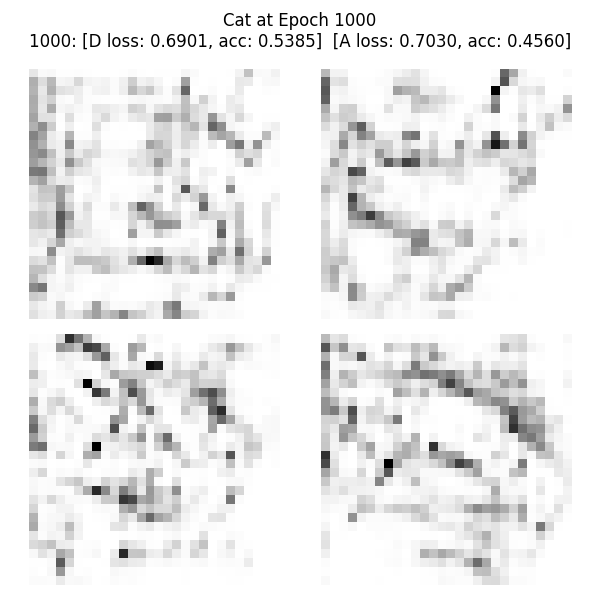 Cat at Epoch 1000
1000: [D loss: 0.6901, acc: 0.5385]  [A loss: 0.7030, acc: 0.4560]